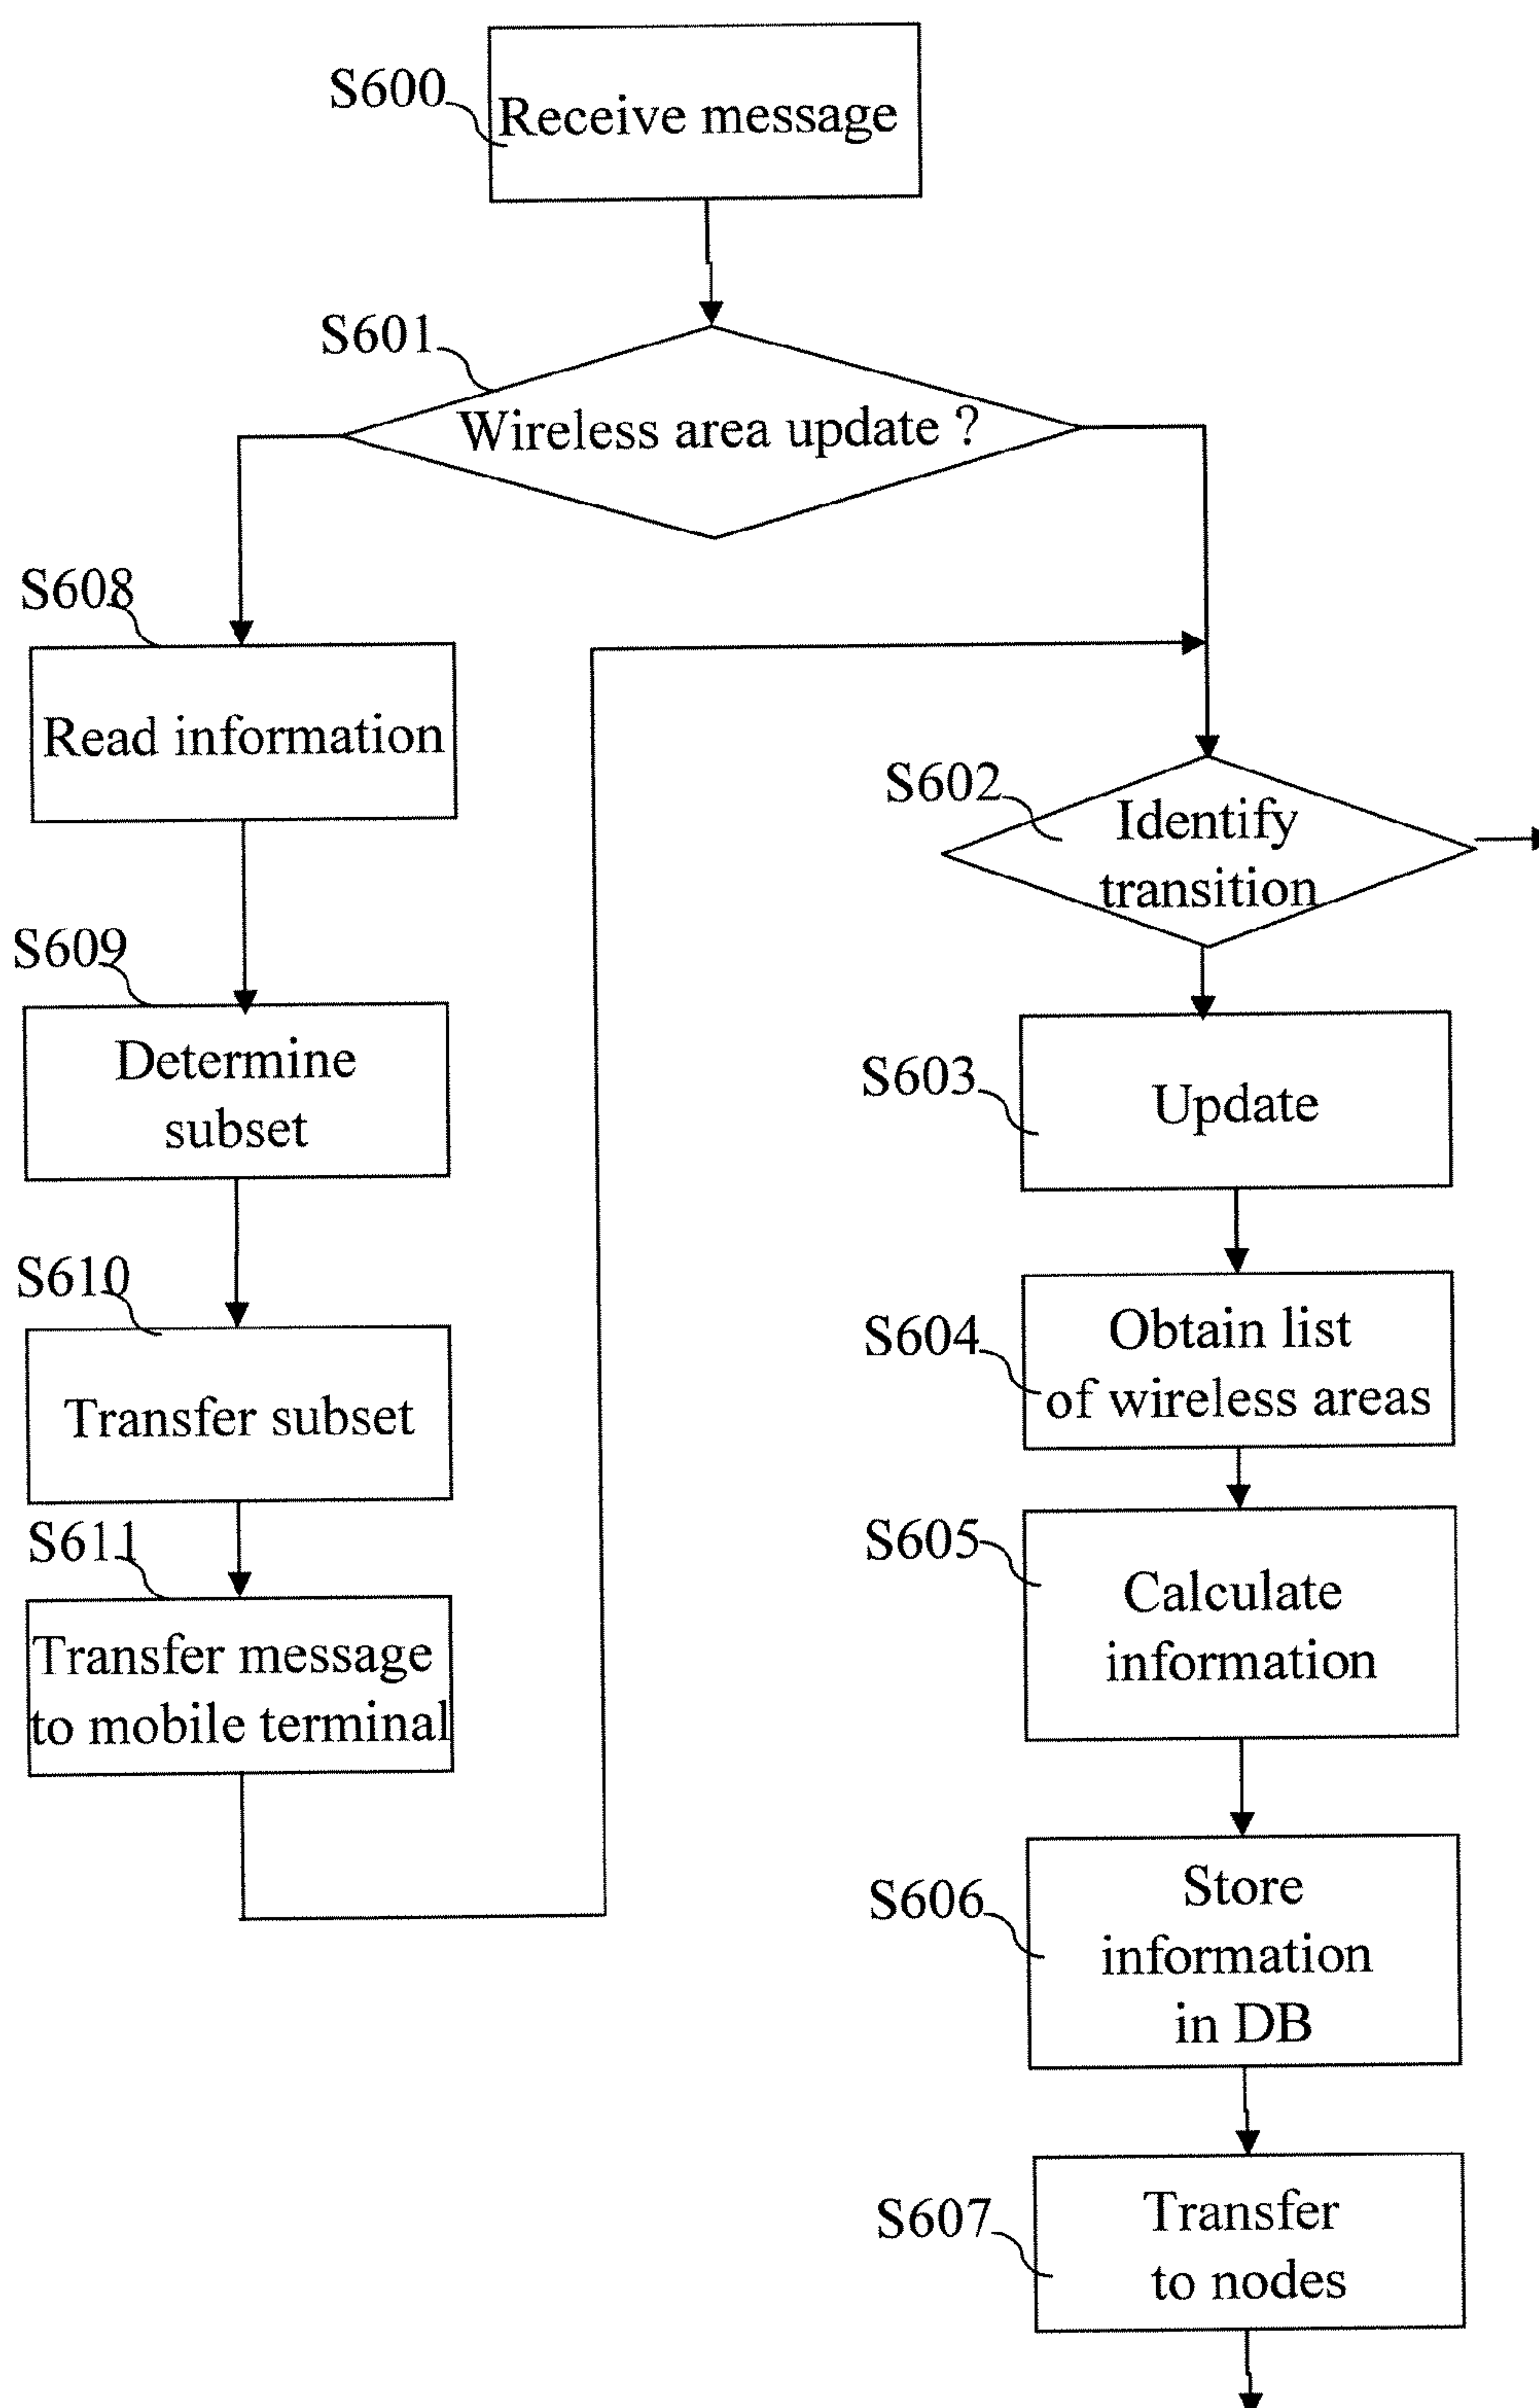 S600
Receive message
S601
Wireless area update ?
S608
Read information
S609
Determine
subset
S610
Transfer subset
S611
Transfer message
to mobile terminal
S602
Identify
transition
S603
Update
S604
Obtain list
of wireless areas
S605
Calculate
information
S606
Store
information
in DB
S607
Transfer
to nodes